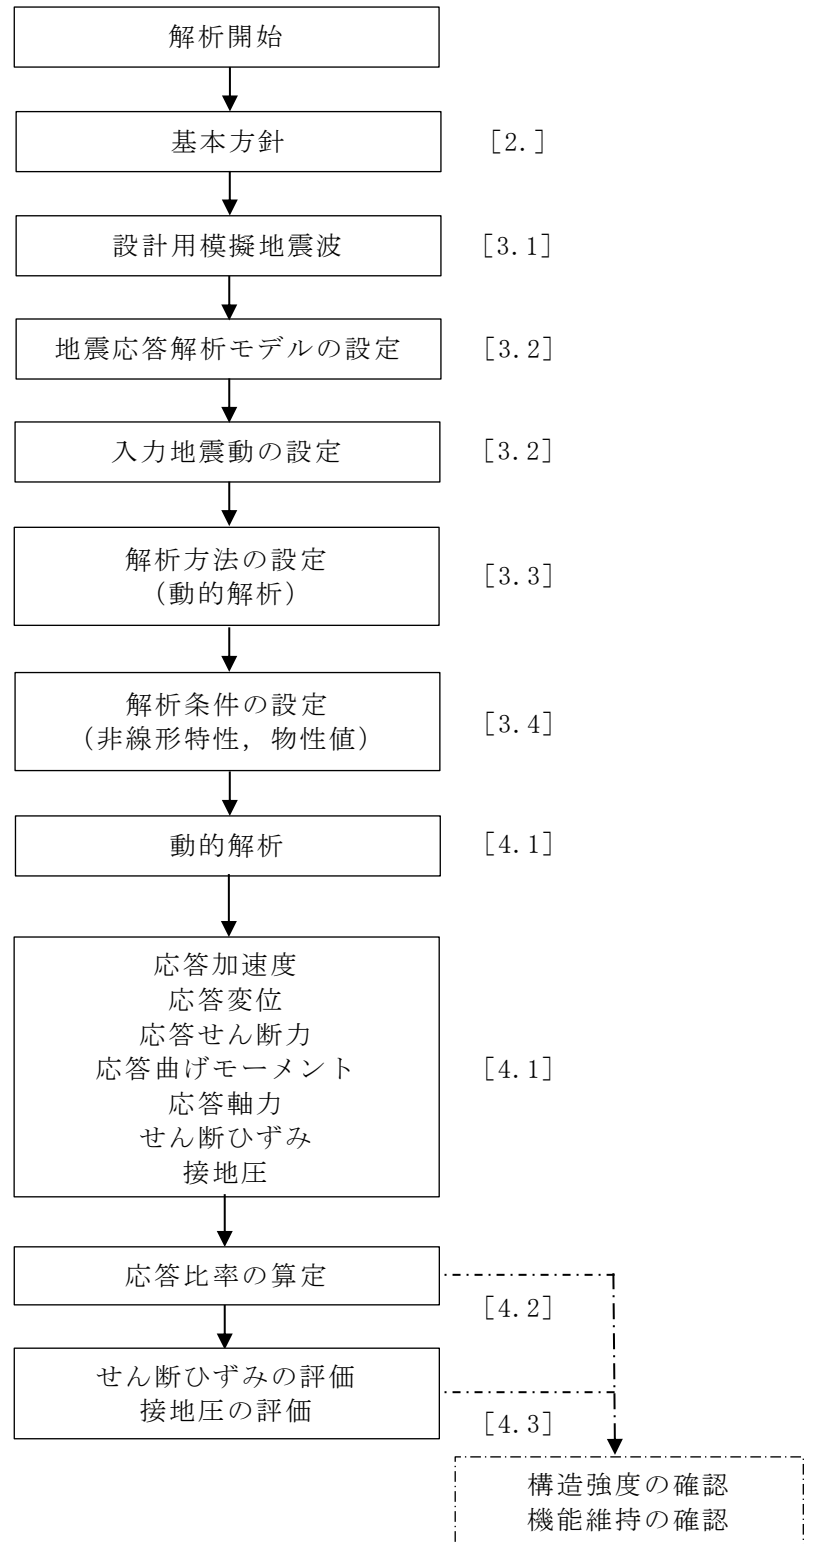 解析開始
基本方針 [2.]
設計用模擬地震波 [3.1]
地震応答解析モデルの設定 [3.2]
入力地震動の設定 [3.2]
解析方法の設定
(動的解析) [3.3]
解析条件の設定
(非線形特性，物性値) [3.4]
動的解析 [4.1]
応答加速度
応答変位
応答せん断力
応答曲げモーメント [4.1]
応答軸力
せん断ひずみ
接地圧
応答比率の算定
[4.2]
せん断ひずみの評価
接地圧の評価
[4.3]
構造強度の確認
機能維持の確認